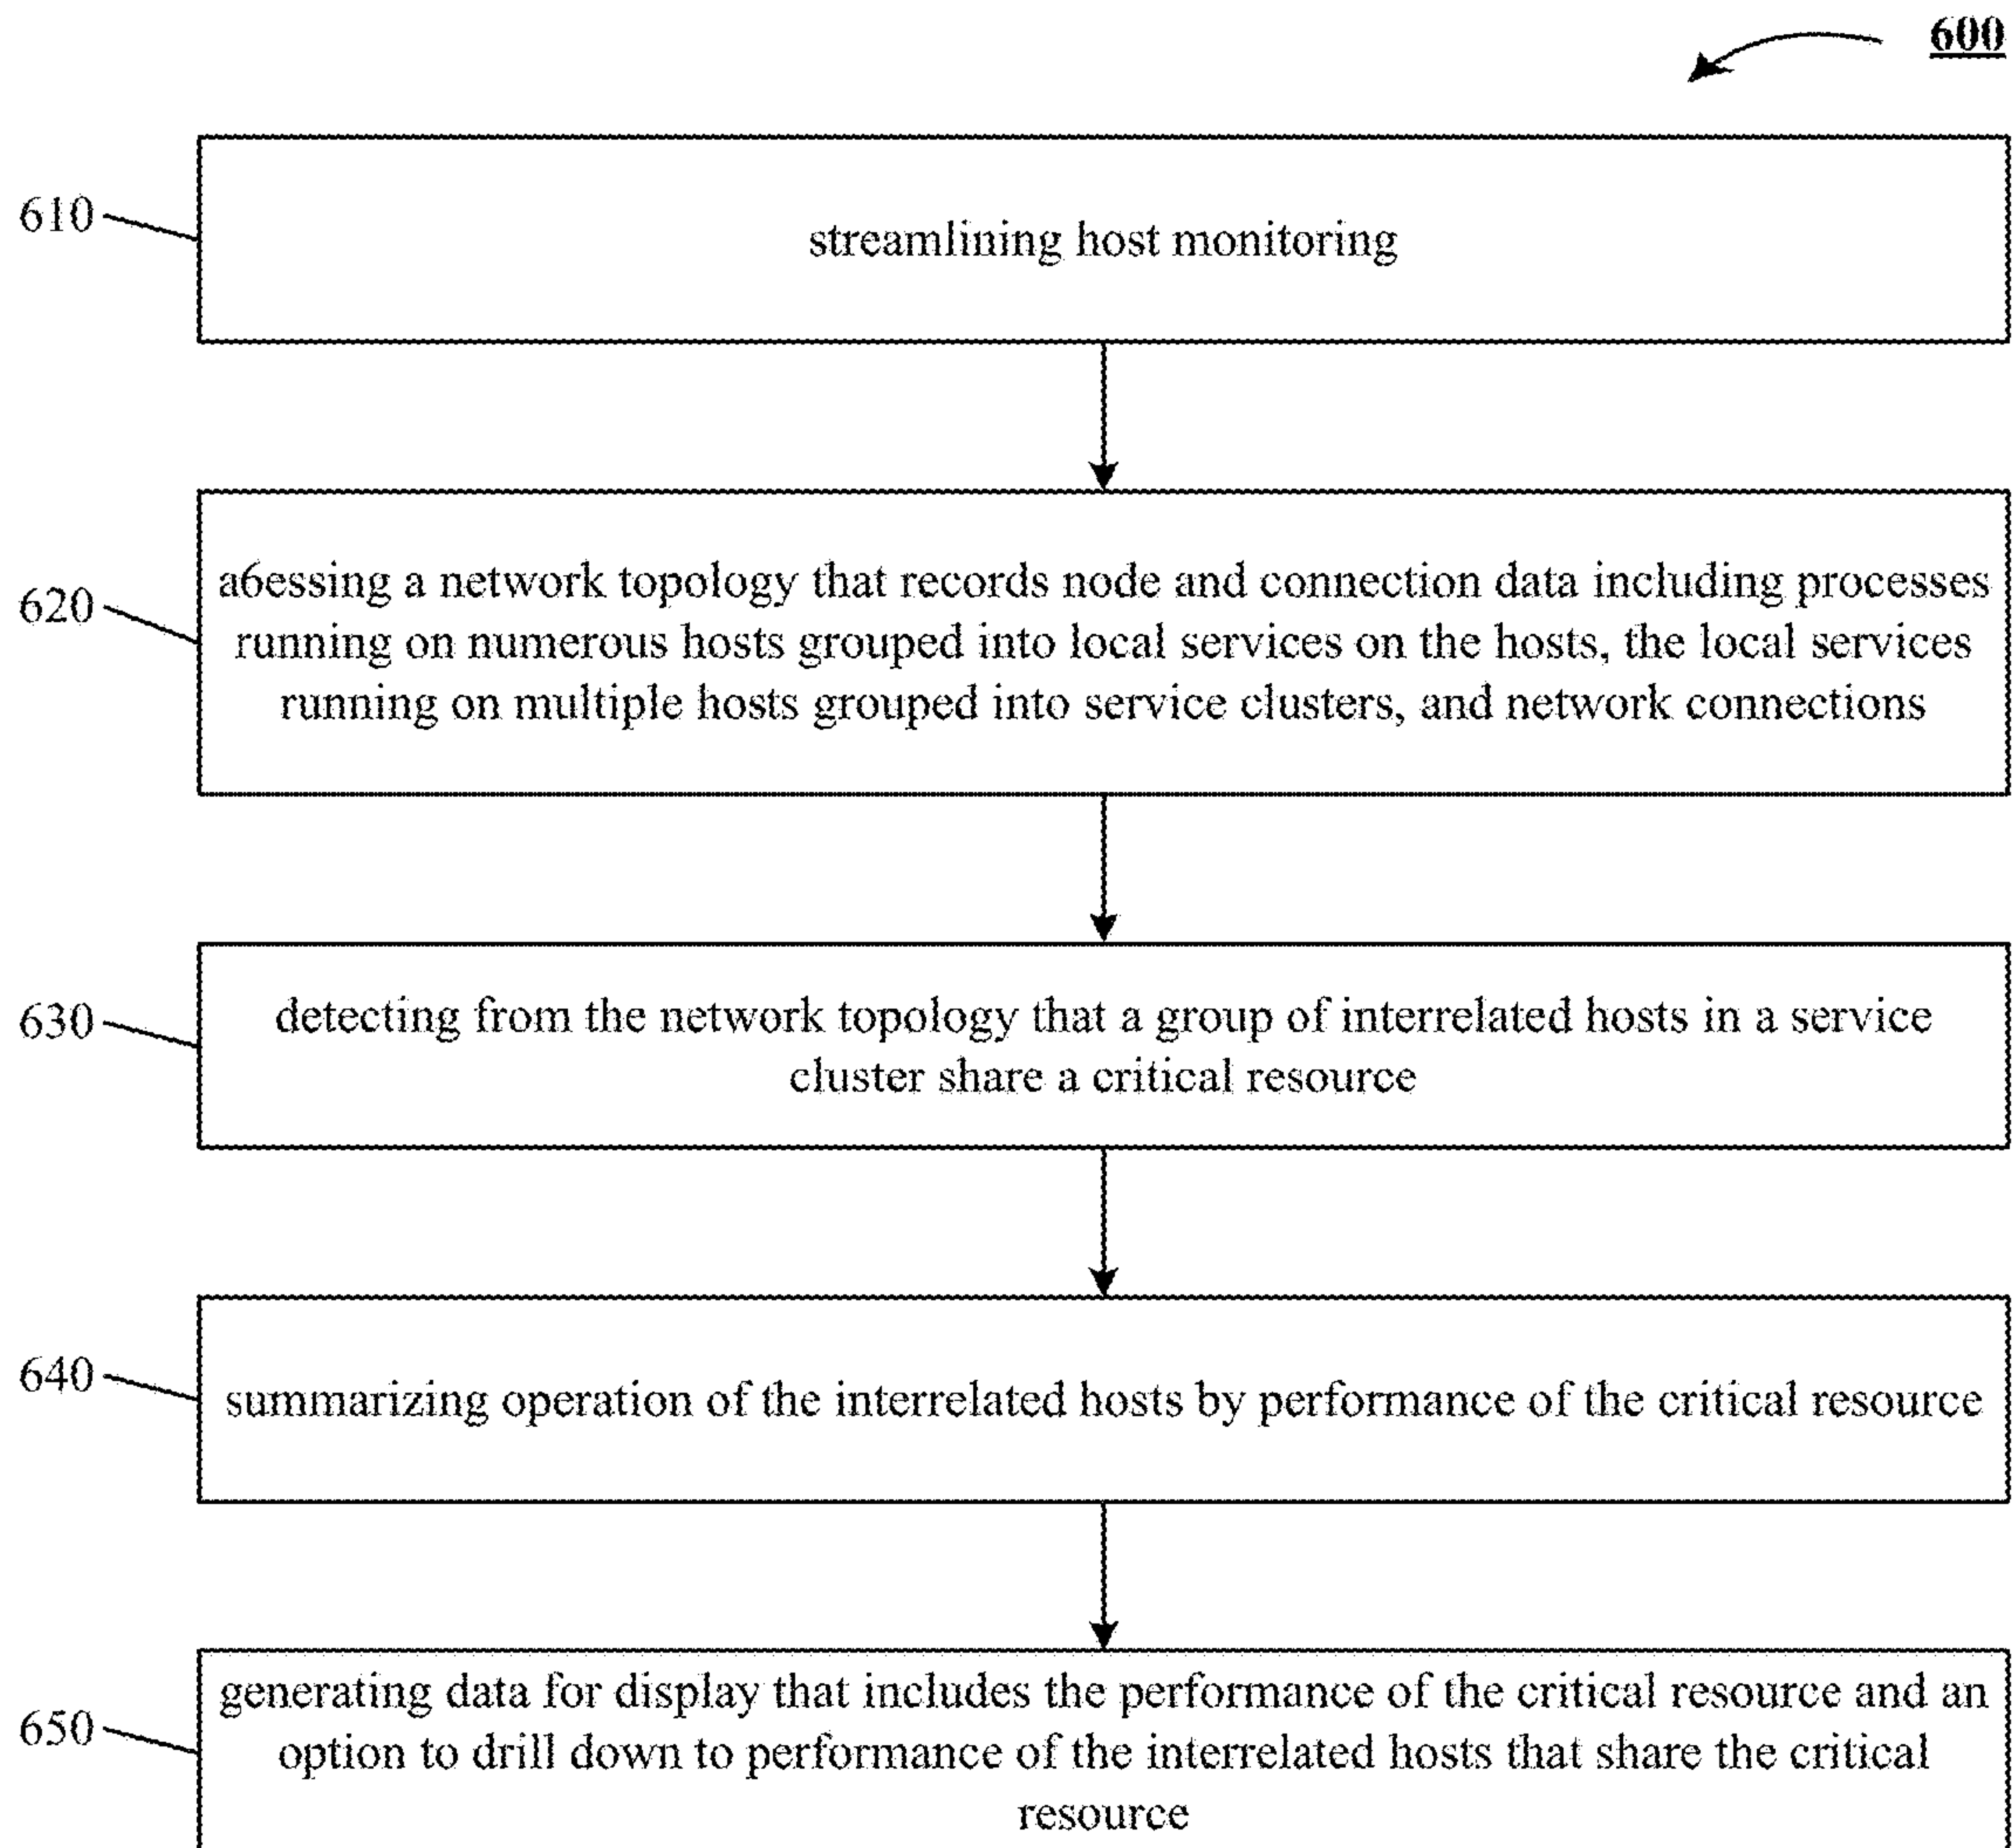 600
610
streamlining host monitoring
620
a6essing a network topology that records node and connection data including processes
running on numerous hosts grouped into local services on the hosts, the local services
running on multiple hosts grouped into service clusters, and network connections
630
detecting from the network topology that a group of interrelated hosts in a service
cluster share a critical resource
640
summarizing operation of the interrelated hosts by performance of the critical resource
650
generating data for display that includes the performance of the critical resource and an
option to drill down to performance of the interrelated hosts that share the critical
resource